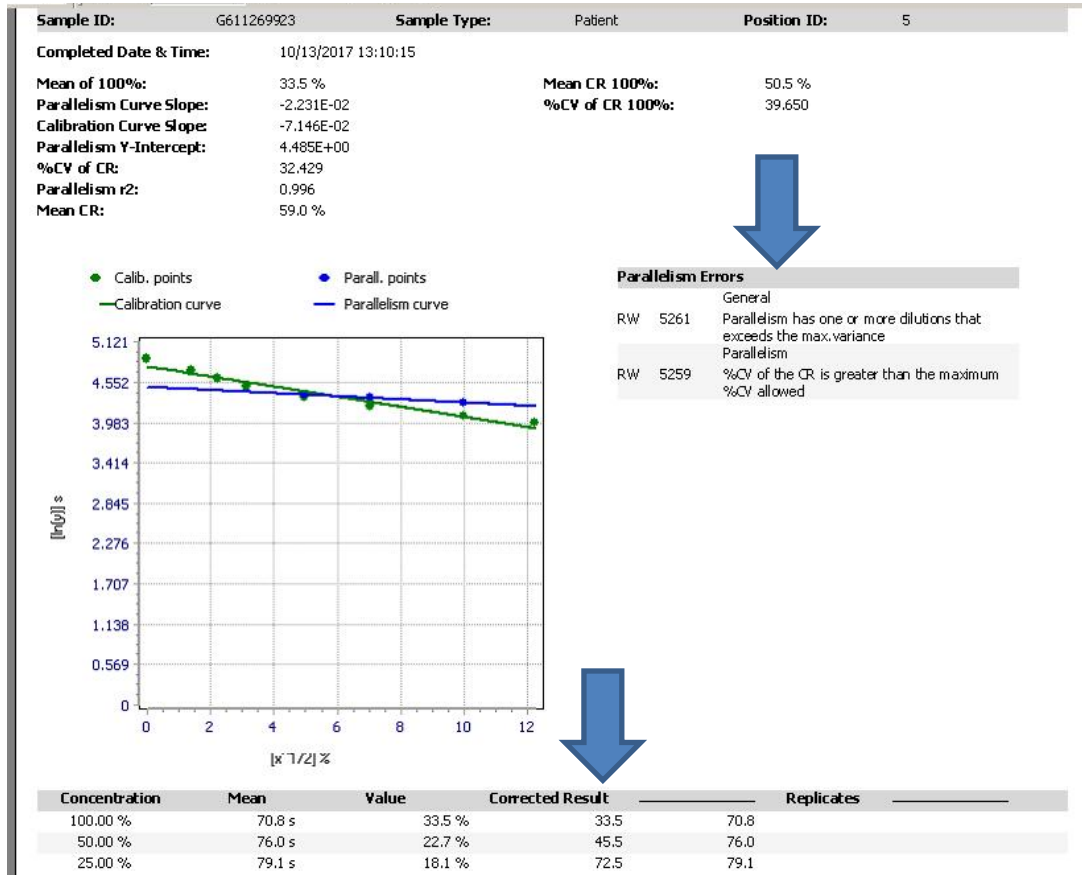 Sample ID: G611269923 Sample Type: Patient Position ID: 5
Completed Date & Time: 10/13/2017 13:10:15
Mean of 100%: 33.5 % Mean CR 100%: 50.5 %
Parallelism Curve Slope: -2.231E-02 %CV of CR 100%: 39.650
Calibration Curve Slope: -7.146E-02
Parallelism Y-Intercept: 4.485E+00
%CV of CR: 32.429
Parallelism r2: 0.996
Mean CR: 59.0 %
Calib. points Parall. points
Calibration curve Parallelism curve
Parallelism Errors
General
RW 5261 Parallelism has one or more dilutions that
exceeds the max.variance
Parallelism
RW 5259 %CV of the CR is greater than the maximum
%CV allowed
5.121
4.552
3.983
3.414
2.845
2.276
1.707
1.138
0.569
0
[ln(y)] s
0 2 4 6 8 10 12
[x^1/2] %
Concentration Mean Value Corrected Result Replicates
100.00 % 70.8 s 33.5 % 33.5 70.8
50.00 % 76.0 s 22.7 % 45.5 76.0
25.00 % 79.1 s 18.1 % 72.5 79.1